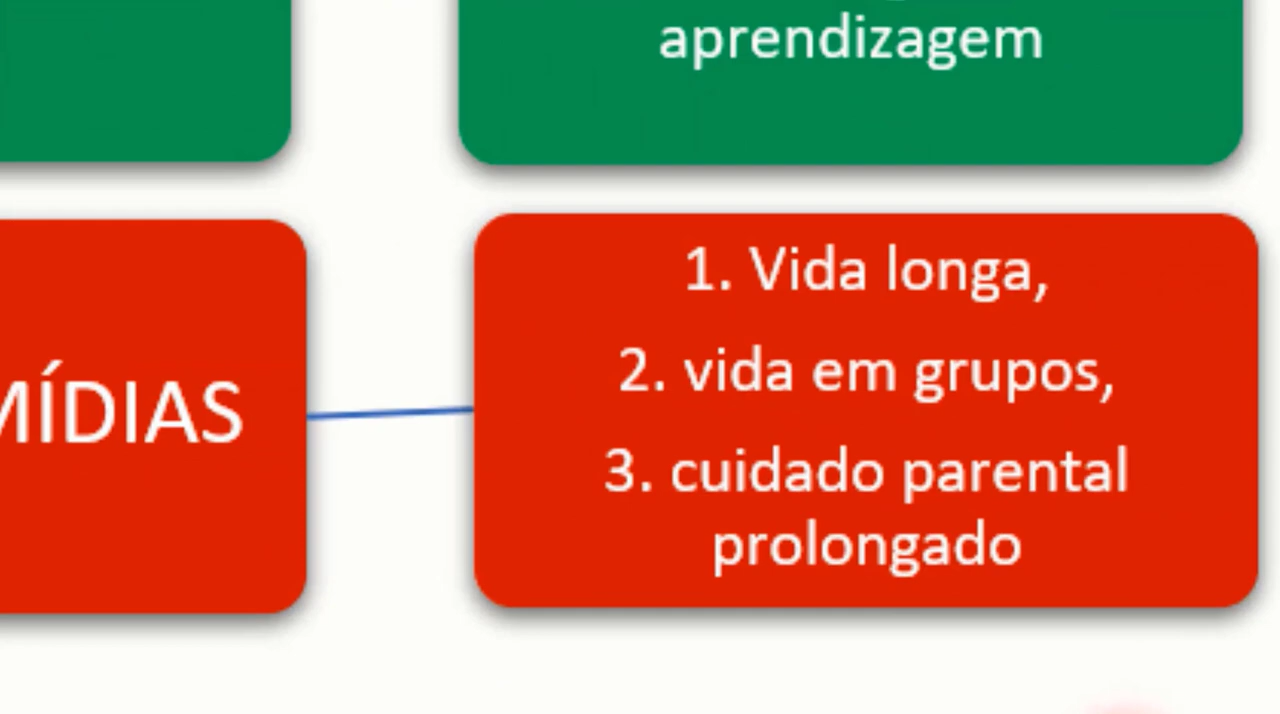 aprendizagem
1. Vida longa,
2. vida em grupos,
MÍDIAS
3. cuidado parental
prolongado